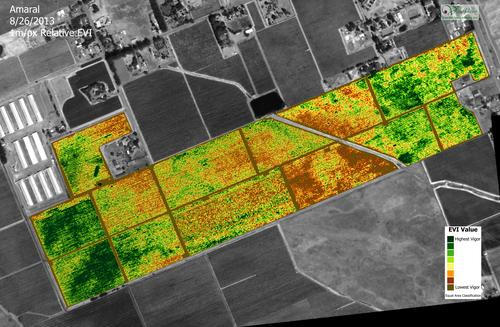 Amaral
8/26/2013
1m/px Relative EVI
EVI Value
Highest Vigor
Lowest Vigor
Equal Area Classification